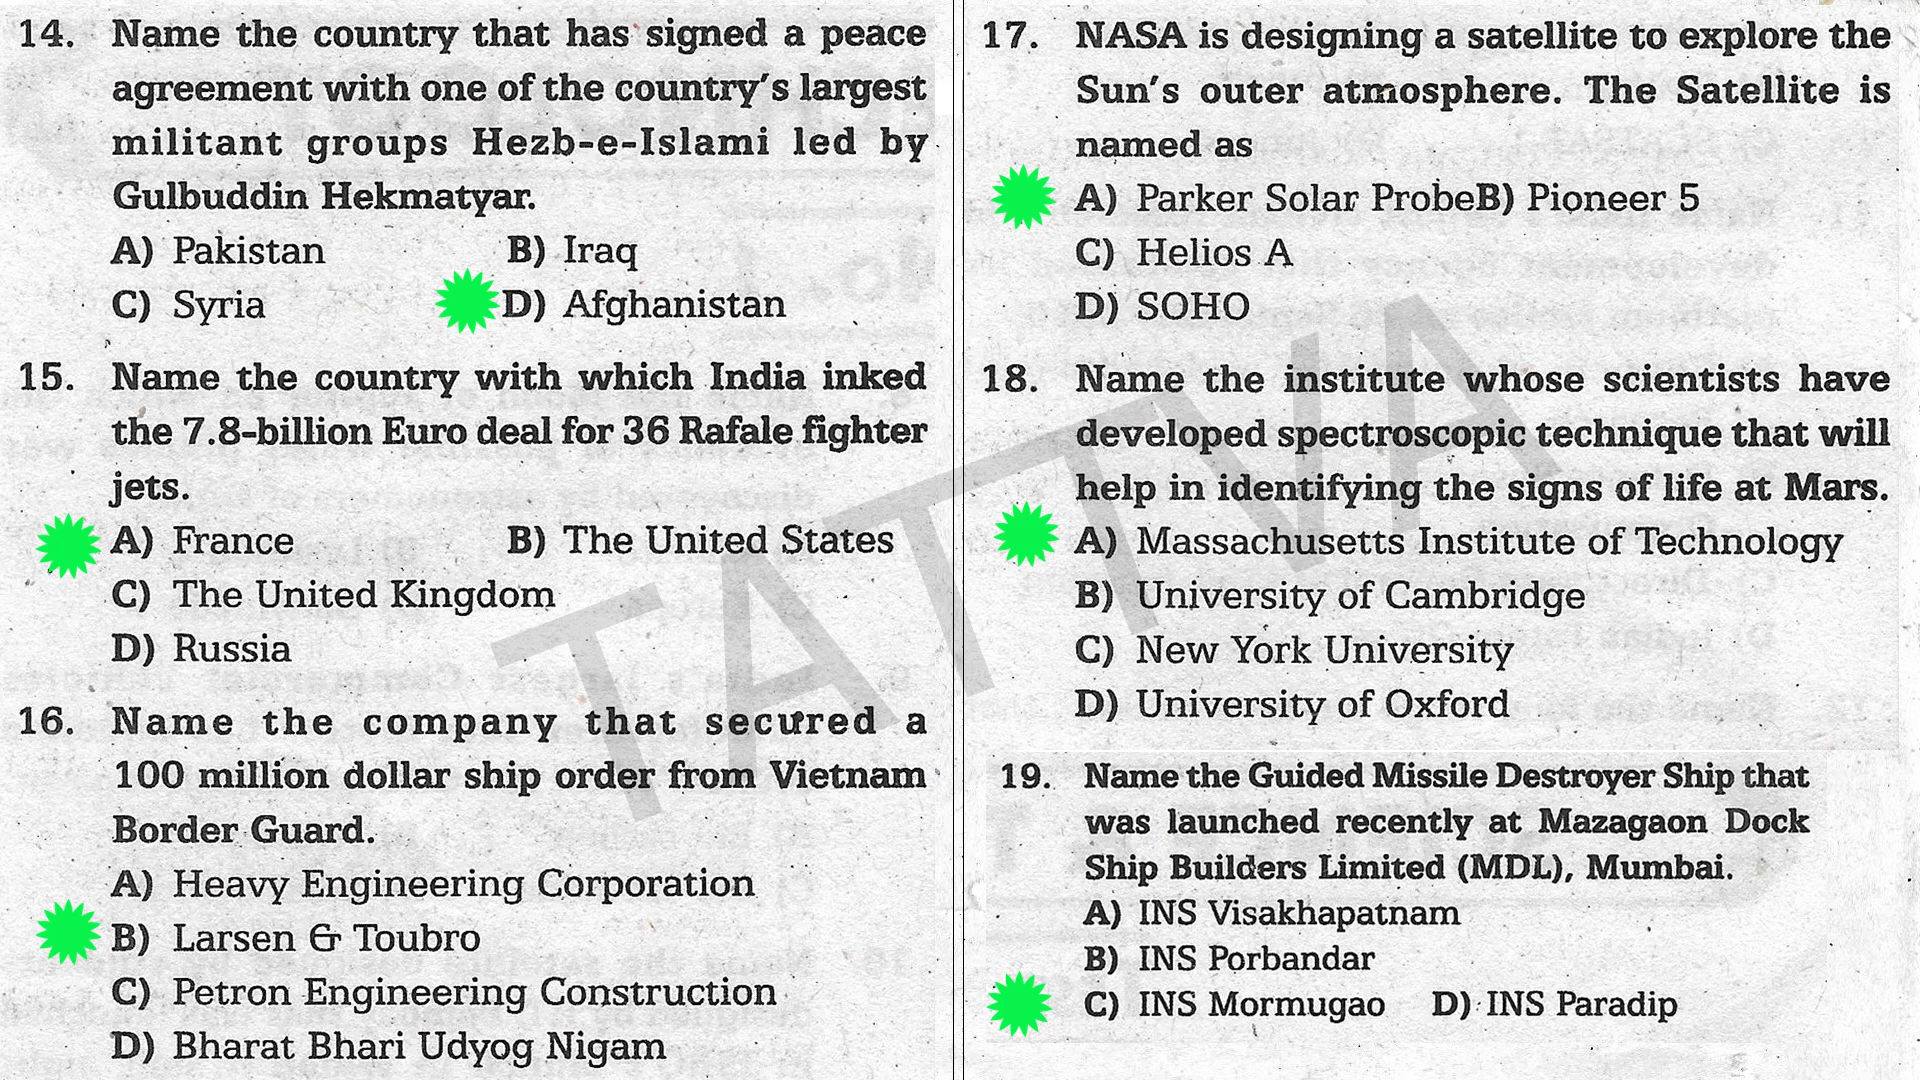 14. Name the country that has signed a peace
agreement with one of the country's largest
militant groups Hezb-e-Islami led by
Gulbuddin Hekmatyar.
A) Pakistan B) Iraq
C) Syria D) Afghanistan
15. Name the country with which India inked
the 7.8-billion Euro deal for 36 Rafale fighter
jets.
A) France B) The United States
C) The United Kingdom
D) Russia
16. Name the company that secured a
100 million dollar ship order from Vietnam
Border Guard.
A) Heavy Engineering Corporation
B) Larsen & Toubro
C) Petron Engineering Construction
D) Bharat Bhari Udyog Nigam
17. NASA is designing a satellite to explore the
Sun's outer atmosphere. The Satellite is
named as
A) Parker Solar ProbeB) Pioneer 5
C) Helios A
D) SOHO
18. Name the institute whose scientists have
developed spectroscopic technique that will
help in identifying the signs of life at Mars.
A) Massachusetts Institute of Technology
B) University of Cambridge
C) New York University
D) University of Oxford
19. Name the Guided Missile Destroyer Ship that
was launched recently at Mazagaon Dock
Ship Builders Limited (MDL), Mumbai.
A) INS Visakhapatnam
B) INS Porbandar
C) INS Mormugao D) INS Paradip
TATTVA